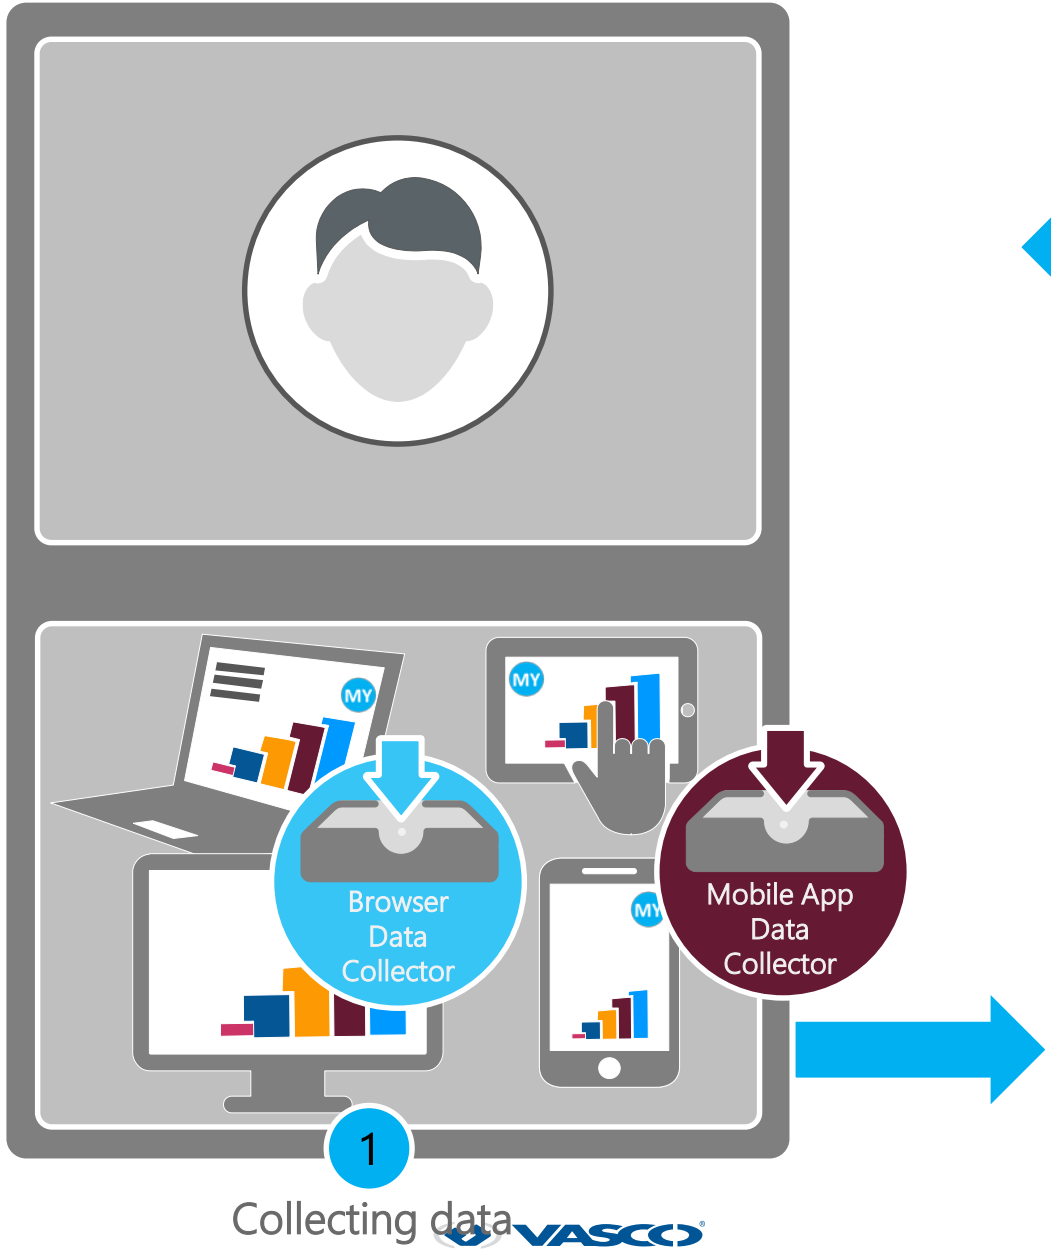 MY
MY
Browser
Data
Collector
MY
Mobile App
Data
Collector
1
Collecting data
VASCO®